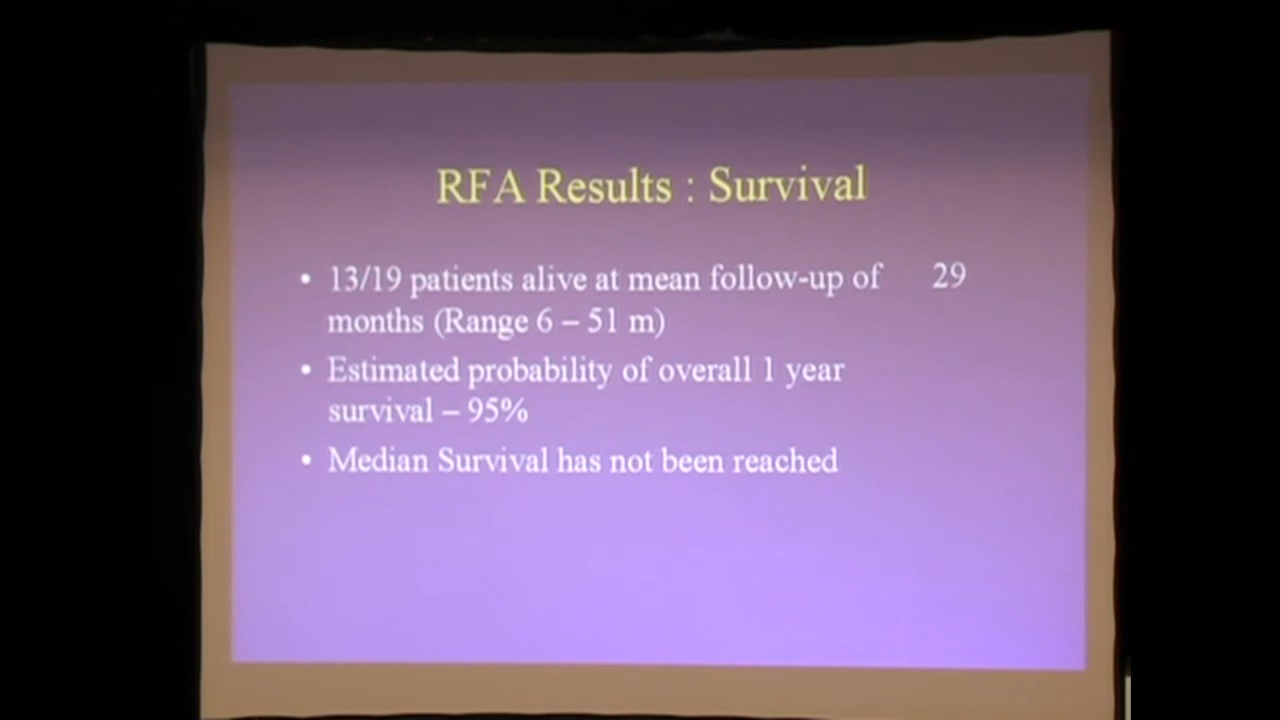 RFA Results : Survival
• 13/19 patients alive at mean follow-up of 29
months (Range 6 – 51 m)
• Estimated probability of overall 1 year
survival – 95%
• Median Survival has not been reached